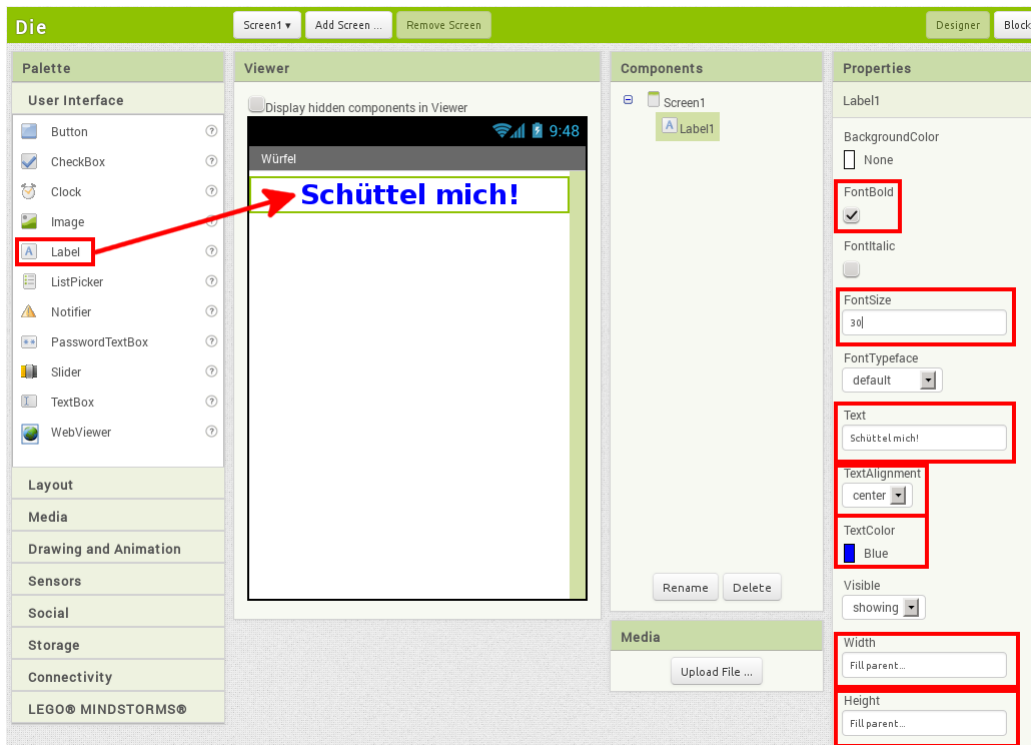 Die
Screen1 ▾
Add Screen ...
Remove Screen
Designer
Block
Palette
User Interface
Button
?
CheckBox
?
Clock
?
Image
?
Label
?
ListPicker
?
Notifier
?
PasswordTextBox
?
Slider
?
TextBox
?
WebViewer
?
Layout
Media
Drawing and Animation
Sensors
Social
Storage
Connectivity
LEGO® MINDSTORMS®
Viewer
Display hidden components in Viewer
9:48
Würfel
Schüttel mich!
Components
Screen1
A Label1
Rename
Delete
Media
Upload File ...
Properties
Label1
BackgroundColor
None
FontBold
FontItalic
FontSize
30
FontTypeface
default
Text
Schüttel mich!
TextAlignment
center
TextColor
Blue
Visible
showing
Width
Fill parent...
Height
Fill parent...